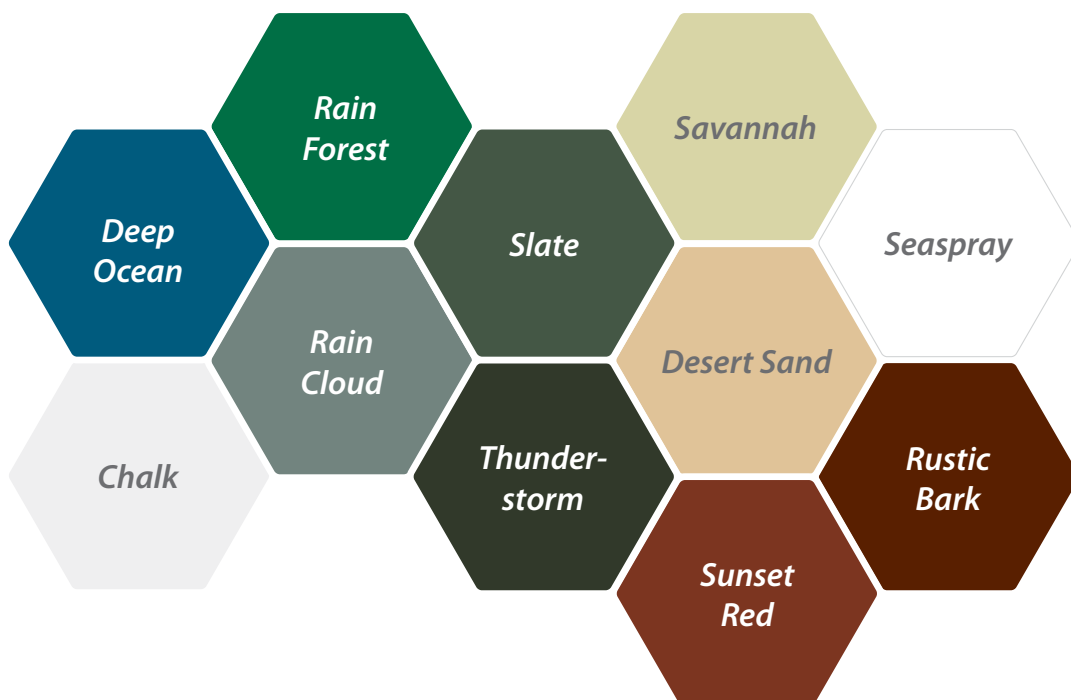 Rain
Forest
Savannah
Deep
Ocean
Slate
Seaspray
Rain
Cloud
Desert Sand
Chalk
Thunder-
storm
Rustic
Bark
Sunset
Red